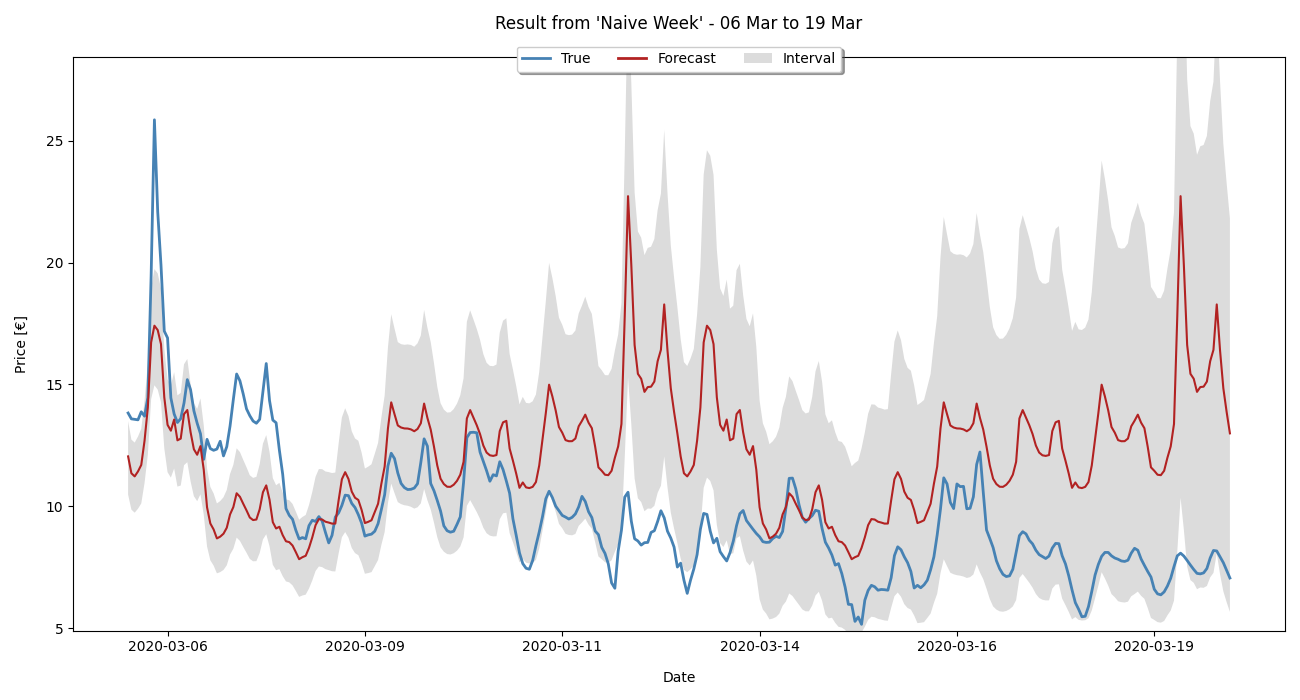 Result from 'Naive Week' - 06 Mar to 19 Mar
True Forecast Interval
Price [€]
25
20
15
10
5
2020-03-06 2020-03-09 2020-03-11 2020-03-14 2020-03-16 2020-03-19
Date